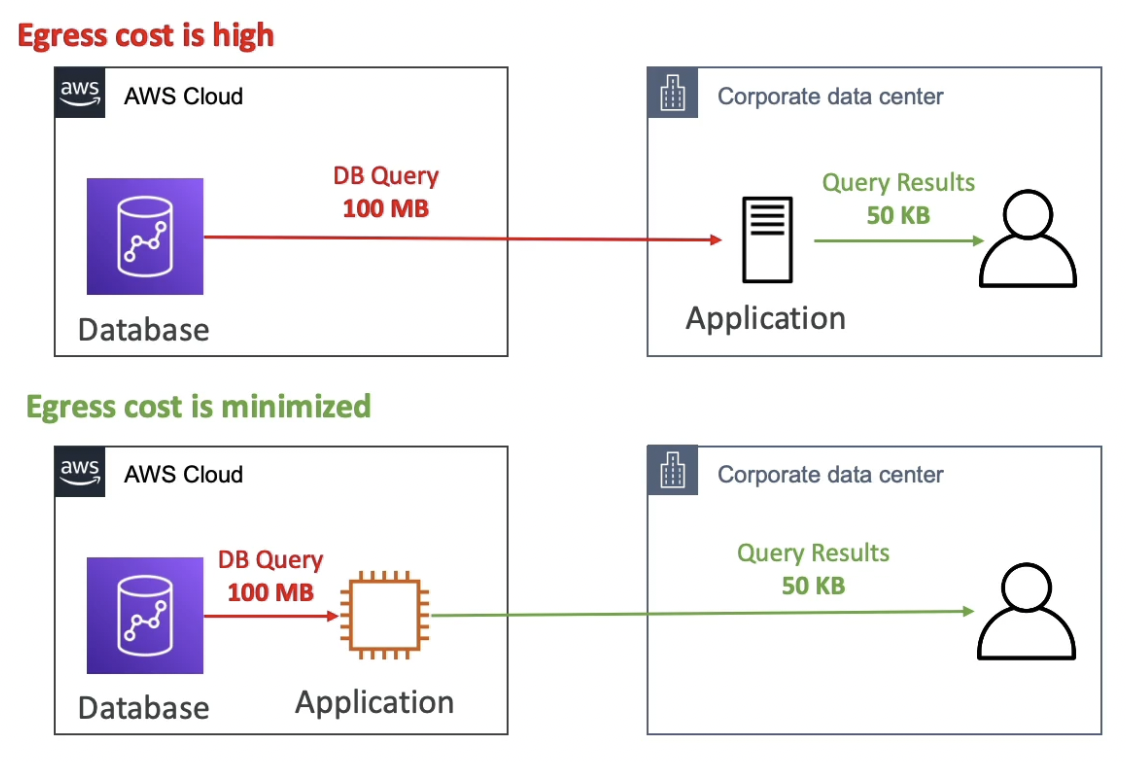 Egress cost is high
aws
AWS Cloud
Corporate data center
DB Query
100 MB
Query Results
50 KB
Database
Application
Egress cost is minimized
aws
AWS Cloud
Corporate data center
DB Query
100 MB
Query Results
50 KB
Database
Application